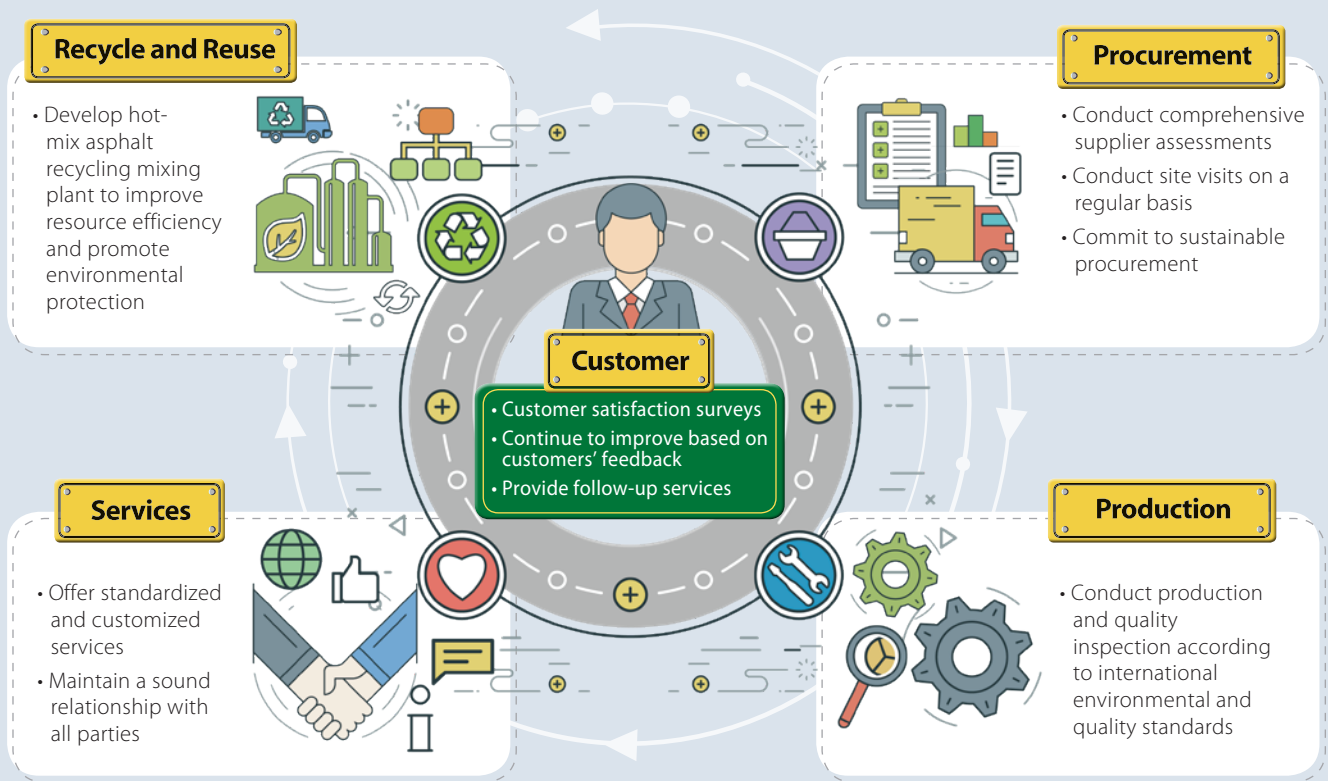 Recycle and Reuse
• Develop hot-
mix asphalt
recycling mixing
plant to improve
resource efficiency
and promote
environmental
protection
Procurement
• Conduct comprehensive
supplier assessments
• Conduct site visits on a
regular basis
• Commit to sustainable
procurement
Customer
• Customer satisfaction surveys
• Continue to improve based on
customers' feedback
• Provide follow-up services
Services
• Offer standardized
and customized
services
• Maintain a sound
relationship with
all parties
Production
• Conduct production
and quality
inspection according
to international
environmental and
quality standards